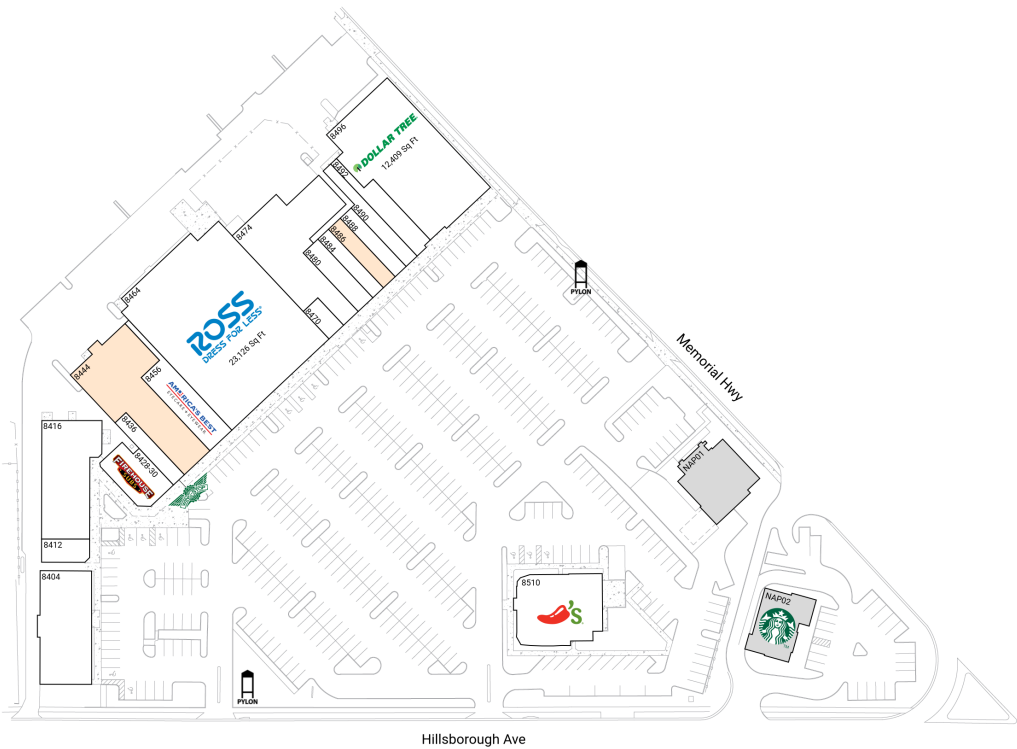 8496
DOLLAR TREE
12,409 Sq Ft
8492
8490
8488
8486
8484
8480
8474
8470
8464
ROSS
DRESS FOR LESS
23,126 Sq Ft
8456
AMERICA'S BEST
8444
8436
8428-30
FIREHOUSE
SUBS
8416
8412
8404
PYLON
Memorial Hwy
NAP01
NAP02
8510
'S
PYLON
Hillsborough Ave